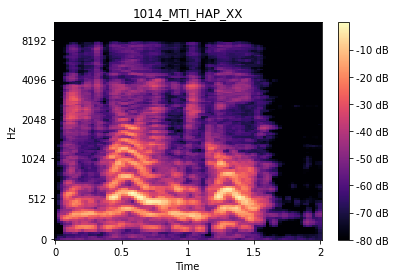 1014_MTI_HAP_XX
8192
4096
2048
1024
512
0
Hz
0
0.5
1
1.5
2
Time
-10 dB
-20 dB
-30 dB
-40 dB
-50 dB
-60 dB
-70 dB
-80 dB